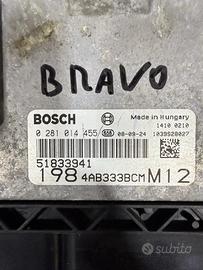 BRAVO
BOSCH Made in Hungary
1410 0210
0 281 014 455 08-09-24 1039S28027
51833941
198 4AB333BCM M12
subito